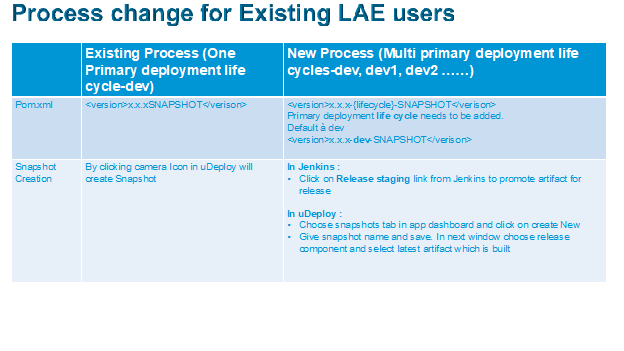 Process change for Existing LAE users
Existing Process (One
Primary deployment life
cycle-dev)
New Process (Multi primary deployment life
cycles-dev, dev1, dev2 ……)
Pom.xml
<version>x.x.xSNAPSHOT</verison>
<version>x.x.x-{lifecycle}-SNAPSHOT</verison>
Primary deployment life cycle needs to be added.
Default à dev
<version>x.x.x-dev-SNAPSHOT</verison>
Snapshot
Creation
By clicking camera Icon in uDeploy will
create Snapshot
In Jenkins :
• Click on Release staging link from Jenkins to promote artifact for
release
In uDeploy :
• Choose snapshots tab in app dashboard and click on create New
• Give snapshot name and save. In next window choose release
component and select latest artifact which is built